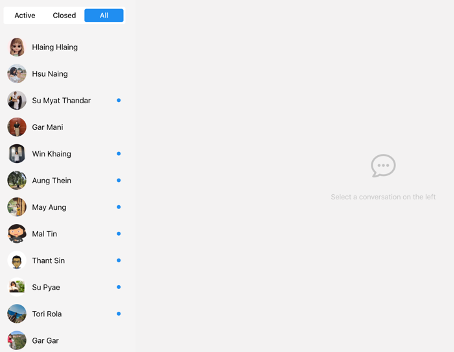 Active Closed All
Hlaing Hlaing
Hsu Naing
Su Myat Thandar
Gar Mani
Win Khaing
Aung Thein
May Aung
Mal Tin
Thant Sin
Su Pyae
Tori Rola
Gar Gar
Select a conversation on the left